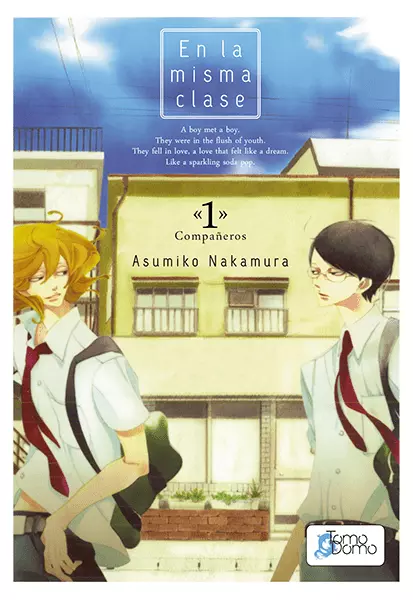 En la
misma
clase
A boy met a boy.
They were in the flush of youth.
They fell in love, a love that felt like a dream.
Like a sparkling soda pop.
«1»
Compañeros
Asumiko Nakamura
Tomo
Domo